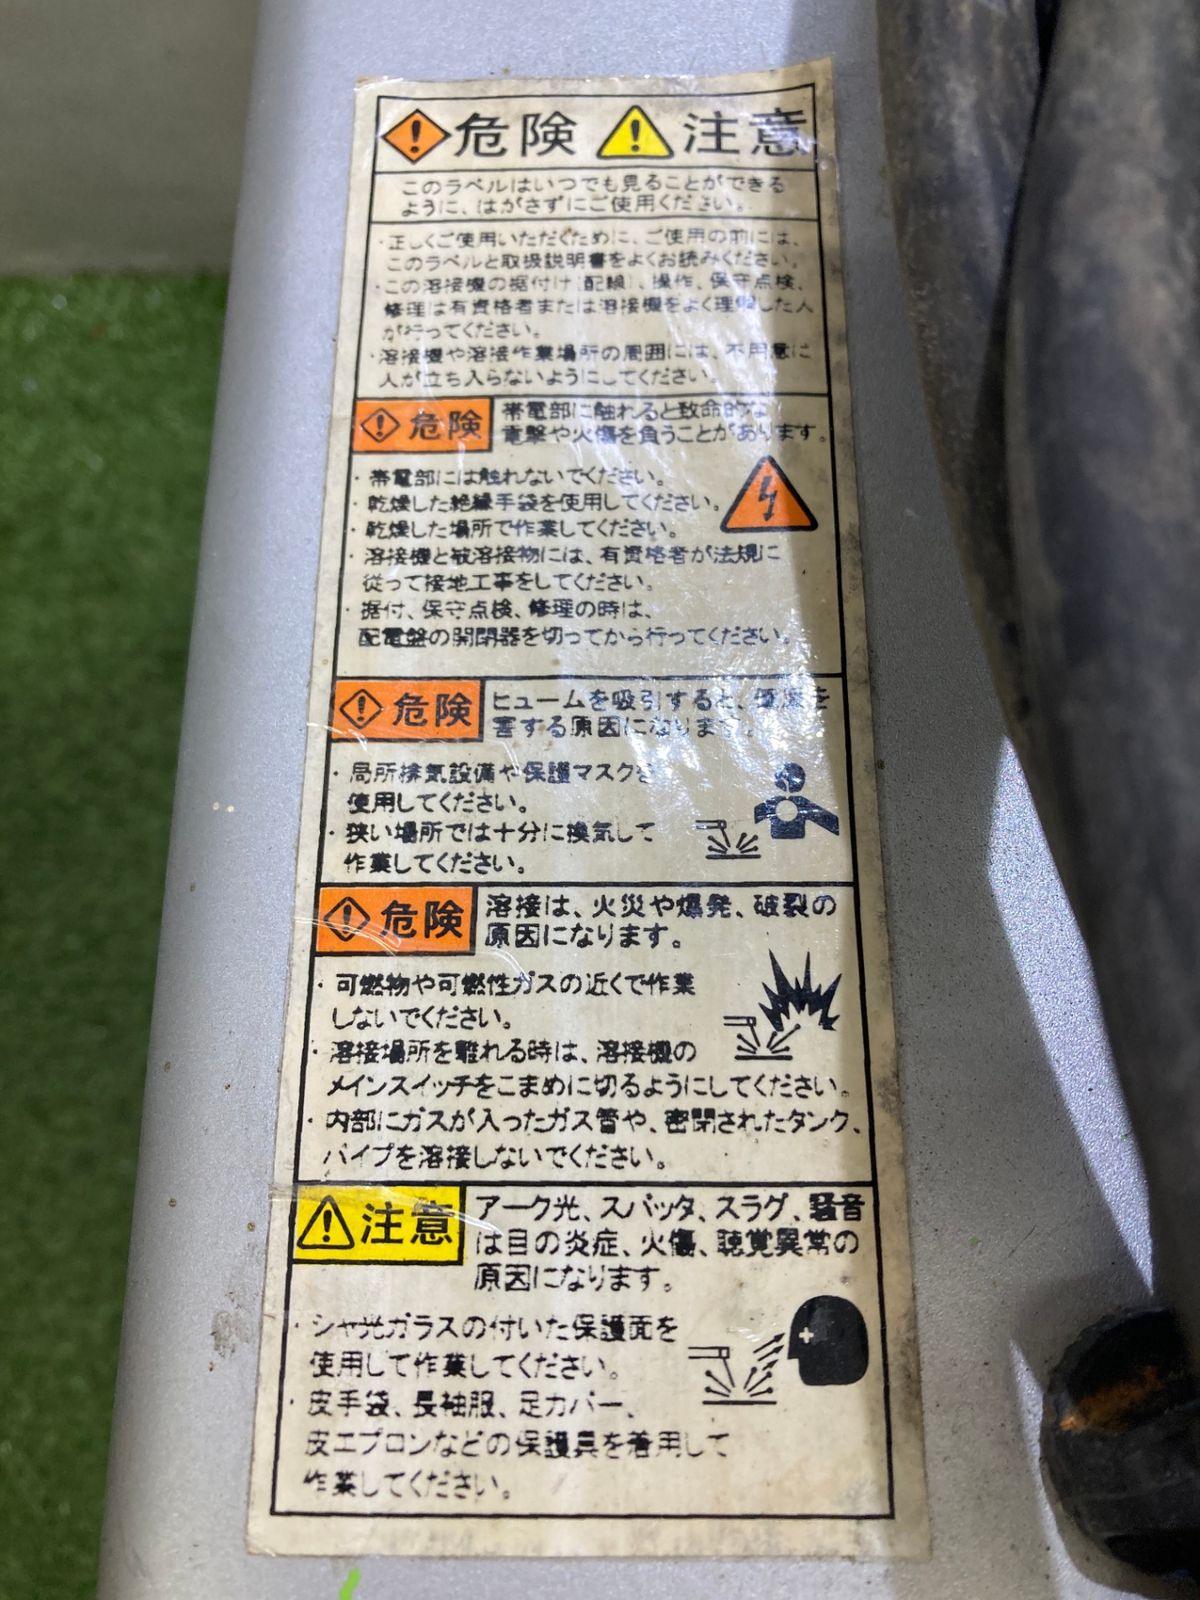 危険 注意
このラベルはいつでも見ることができる
ように、はがさずにご使用ください。
・正しくご使用いただくために、ご使用の前には、
このラベルと取扱説明書をよくお読みください。
・この溶接機の据付け(配線)、操作、保守点検、
修理は有資格者または溶接機をよく理解した人
が行ってください。
・溶接機や溶接作業場所の周囲には、不用意に
人が立ち入らないようにしてください。
危険
帯電部に触れると致命的な
電撃や火傷を負うことがあります。
・帯電部には触れないでください。
・乾燥した絶縁手袋を使用してください。
・乾燥した場所で作業してください。
・溶接機と被溶接物には、有資格者が法規に
従って接地工事をしてください。
・据付、保守点検、修理の時は、
配電盤の開閉器を切ってから行ってください。
危険
ヒュームを吸引すると、健康を
害する原因になります。
・局所排気設備や保護マスクを
使用してください。
・狭い場所では十分に換気して
作業してください。
危険
溶接は、火災や爆発、破裂の
原因になります。
・可燃物や可燃性ガスの近くで作業
しないでください。
・溶接場所を離れる時は、溶接機の
メインスイッチをこまめに切るようにしてください。
・内部にガスが入ったガス管や、密閉されたタンク、
パイプを溶接しないでください。
注意
アーク光、スパッタ、スラグ、騒音
は目の炎症、火傷、聴覚異常の
原因になります。
・シャ光ガラスの付いた保護面を
使用して作業してください。
・皮手袋、長袖服、足カバー、
皮エプロンなどの保護具を着用して
作業してください。